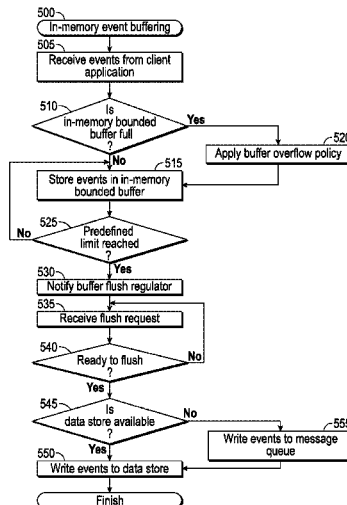 500
In-memory event buffering
505
Receive events from client
application
510
Is
in-memory bounded
buffer full
?
Yes
520
Apply buffer overflow policy
No
515
Store events in in-memory
bounded buffer
525
No
Predefined
limit reached
?
Yes
530
Notify buffer flush regulator
535
Receive flush request
540
Ready to flush
?
No
Yes
545
Is
data store available
?
No
555
Write events to message
queue
Yes
550
Write events to data store
Finish